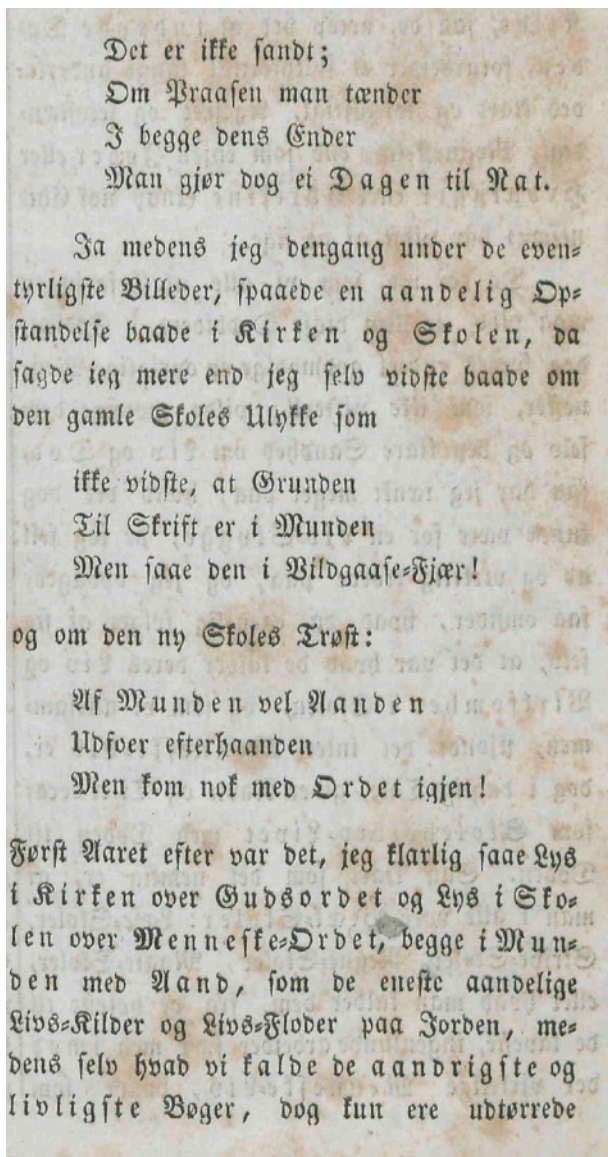 Det er ikke sandt;
Om Praasen man tænder
I begge dens Ender
Man gjør dog ei Dagen til Nat.
Ja medens jeg dengang under de even-
tyrligste Billeder, spaaede en aandelig Op-
standelse baade i Kirken og Skolen, da
sagde ieg mere end jeg selv vidste baade om
den gamle Skoles Ulykke som
ikke vidste, at Grunden
Til Skrift er i Munden
Men saae den i Vildgaase-Fjær!
og om den ny Skoles Trøst:
Af Munden vel Aanden
Udfoer efterhaanden
Men kom nok med Ordet igjen!
Først Aaret efter var det, jeg klarlig saae Lys
i Kirken over Gudsordet og Lys i Sko-
len over Menneske-Ordet, begge i Mun-
den med Aand, som de eneste aandelige
Livs-Kilder og Livs-Floder paa Jorden, me-
dens selv hvad vi kalde de aandrigste og
livligste Bøger, dog kun ere udtørrede